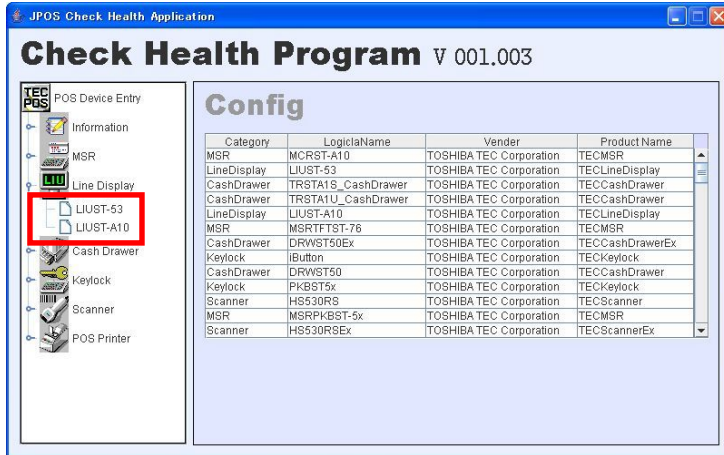 JPOS Check Health Application
Check Health Program V 001.003
TEC POS
POS Device Entry
Information
MSR
LIU
Line Display
LIUST-53
LIUST-A10
Cash Drawer
Keylock
Scanner
POS Printer
Config
Category LogiclaName Vender Product Name
MSR MCRST-A10 TOSHIBA TEC Corporation TECMSR
LineDisplay LIUST-53 TOSHIBA TEC Corporation TECLineDisplay
CashDrawer TRSTA1S_CashDrawer TOSHIBA TEC Corporation TECCashDrawer
CashDrawer TRSTA1U_CashDrawer TOSHIBA TEC Corporation TECCashDrawer
LineDisplay LIUST-A10 TOSHIBA TEC Corporation TECLineDisplay
MSR MSRTFTST-76 TOSHIBA TEC Corporation TECMSR
CashDrawer DRWST50Ex TOSHIBA TEC Corporation TECCashDrawerEx
Keylock iButton TOSHIBA TEC Corporation TECKeylock
CashDrawer DRWST50 TOSHIBA TEC Corporation TECCashDrawer
Keylock PKBST5x TOSHIBA TEC Corporation TECKeylock
Scanner HS530RS TOSHIBA TEC Corporation TECScanner
MSR MSRPKBST-5x TOSHIBA TEC Corporation TECMSR
Scanner HS530RSEx TOSHIBA TEC Corporation TECScannerEx